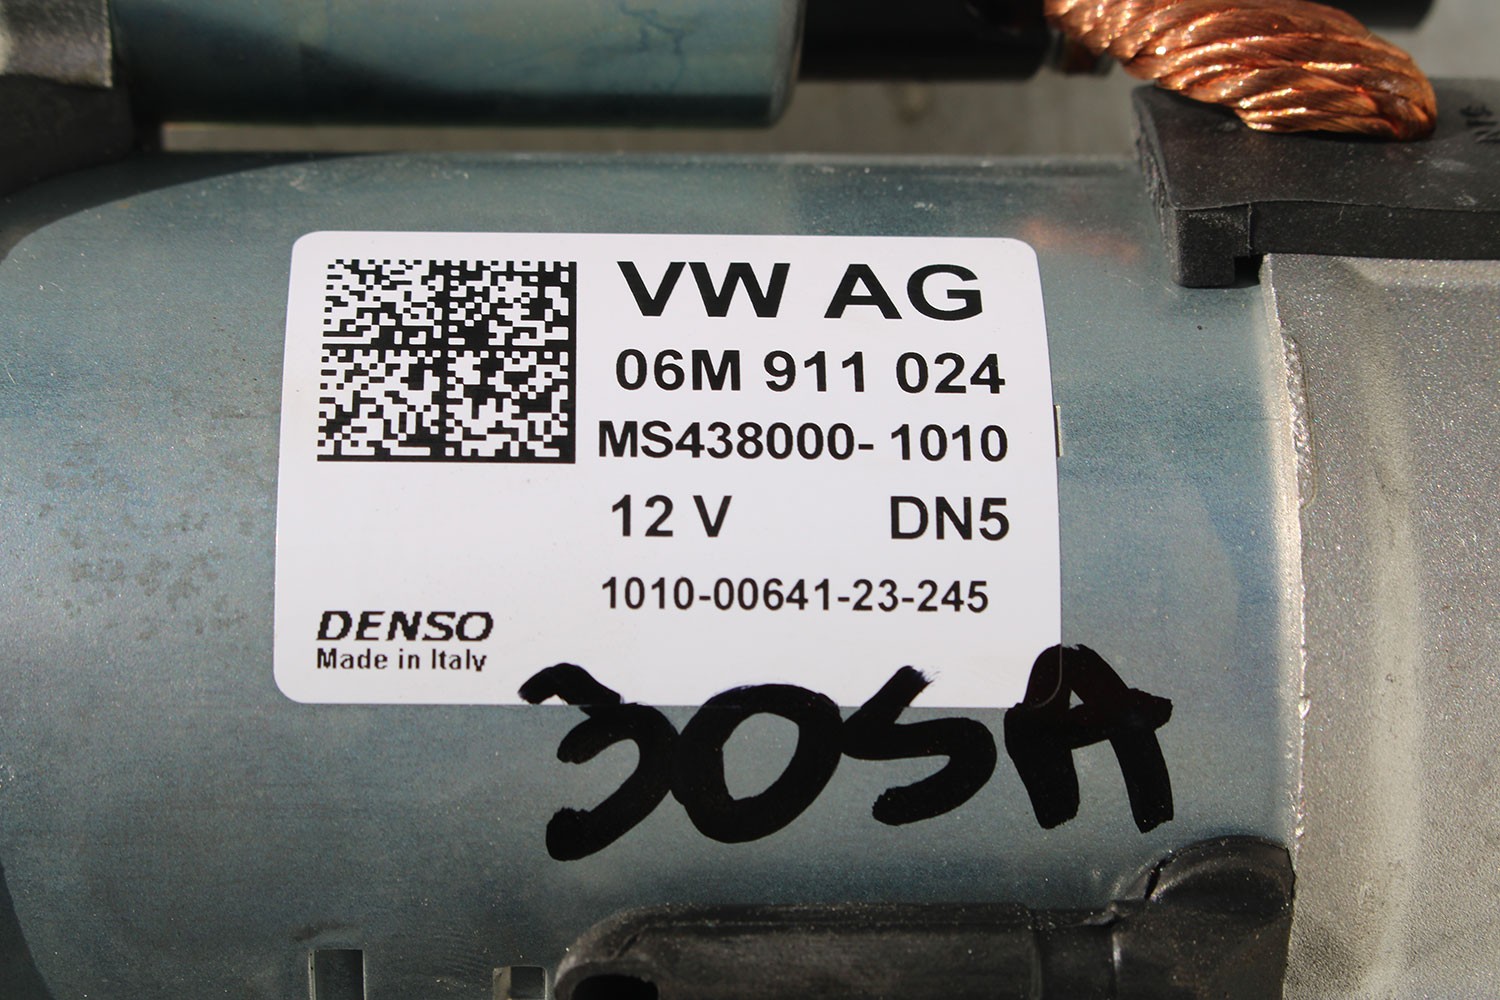 VW AG
06M 911 024
MS438000- 1010
12 V DN5
1010-00641-23-245
DENSO
Made in Italy
305A